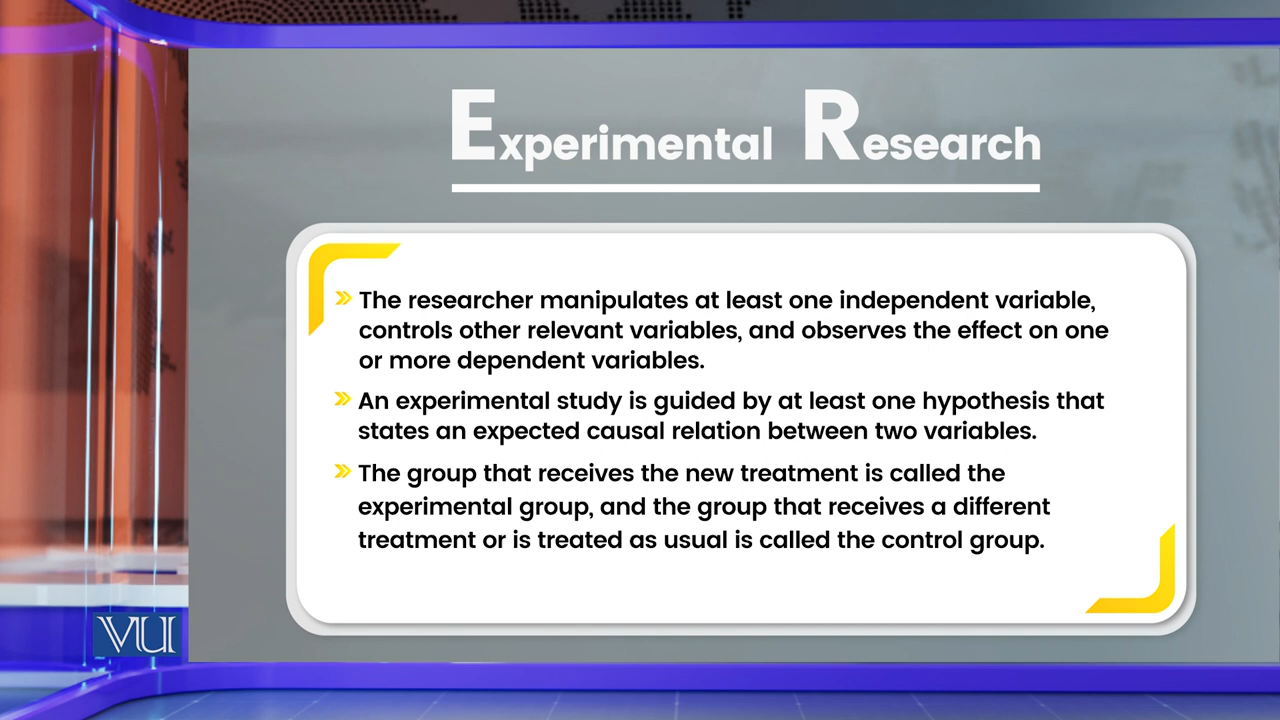 Experimental Research
The researcher manipulates at least one independent variable,
controls other relevant variables, and observes the effect on one
or more dependent variables.
An experimental study is guided by at least one hypothesis that
states an expected causal relation between two variables.
The group that receives the new treatment is called the
experimental group, and the group that receives a different
treatment or is treated as usual is called the control group.
VU